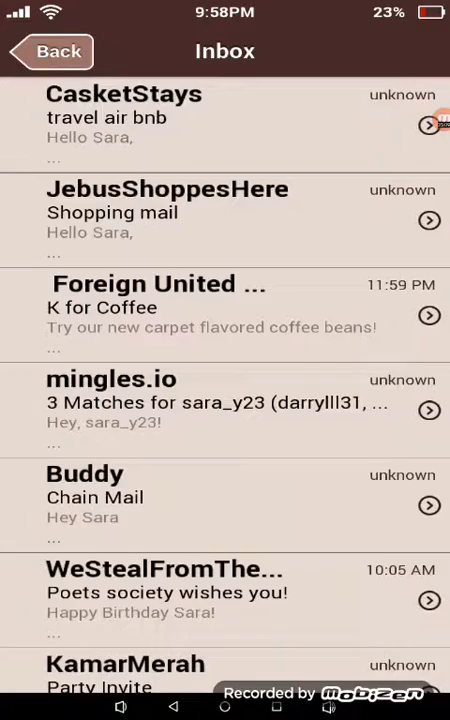 9:58PM
23%
Back
Inbox
CasketStays
unknown
travel air bnb
Hello Sara,
...
JebusShoppesHere
unknown
Shopping mail
Hello Sara,
...
Foreign United ...
11:59 PM
K for Coffee
Try our new carpet flavored coffee beans!
...
mingles.io
unknown
3 Matches for sara_y23 (darrylll31, ...
Hey, sara_y23!
...
Buddy
unknown
Chain Mail
Hey Sara
...
WeStealFromThe...
10:05 AM
Poets society wishes you!
Happy Birthday Sara!
...
KamarMerah
unknown
Party Invite
Recorded by Mobizen